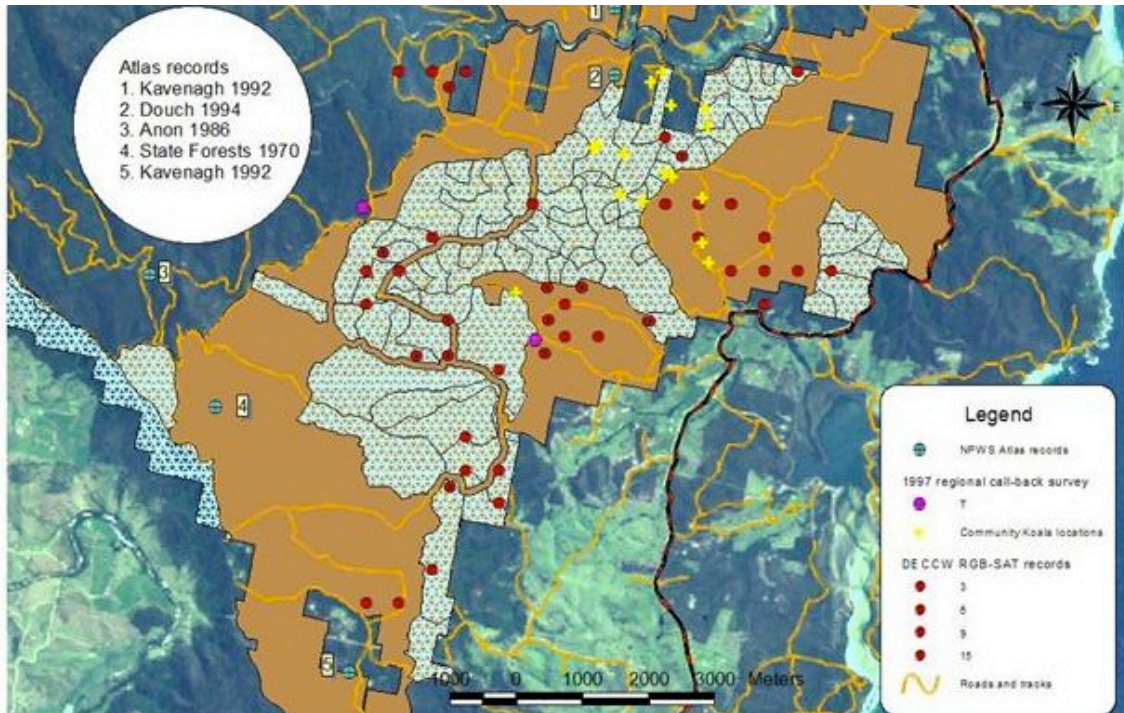 Atlas records
1. Kavenagh 1992
2. Douch 1994
3. Anon 1986
4. State Forests 1970
5. Kavenagh 1992
1
2
3
4
5
N
W
E
S
Legend
NPWS Atlas records
1997 regional call-back survey
T
Community Koala locations
DECCW RGB-SAT records
3
6
9
15
Roads and tracks
1000 0 1000 2000 3000 Meters